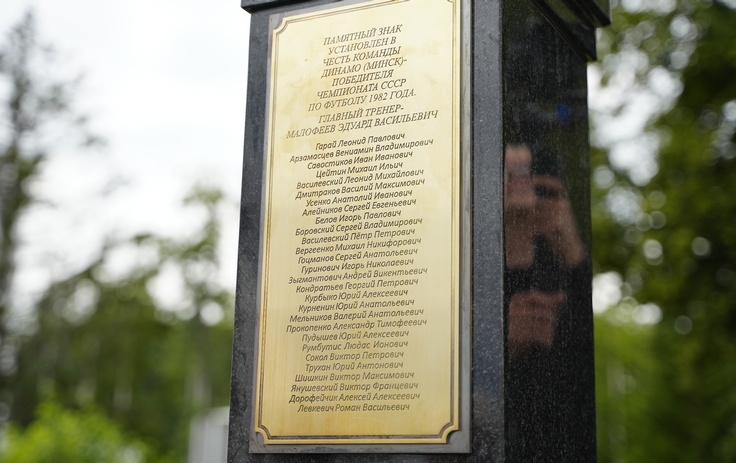 ПАМЯТНЫЙ ЗНАК
УСТАНОВЛЕН В
ЧЕСТЬ КОМАНДЫ
ДИНАМО (МИНСК)-
ПОБЕДИТЕЛЯ
ЧЕМПИОНАТА СССР
ПО ФУТБОЛУ 1982 ГОДА.
ГЛАВНЫЙ ТРЕНЕР-
МАЛОФЕЕВ ЭДУАРД ВАСИЛЬЕВИЧ
Гарай Леонид Павлович
Арзамасцев Вениамин Владимирович
Савостиков Иван Иванович
Цейтин Михаил Ильич
Василевский Леонид Михайлович
Дмитраков Василий Максимович
Усенко Анатолий Иванович
Алейников Сергей Евгеньевич
Белов Игорь Павлович
Боровский Сергей Владимирович
Василевский Пётр Петрович
Вергеенко Михаил Никифорович
Гоцманов Сергей Анатольевич
Гуринович Игорь Николаевич
Зыгмантович Андрей Викентьевич
Кондратьев Георгий Петрович
Курбыко Юрий Алексеевич
Курненин Юрий Анатольевич
Мельников Валерий Анатольевич
Прокопенко Александр Тимофеевич
Пудышев Юрий Алексеевич
Румбутис Людас Ионович
Сокол Виктор Петрович
Трухан Юрий Антонович
Шишкин Виктор Максимович
Янушевский Виктор Францевич
Дорофейчик Алексей Алексеевич
Левкевич Роман Васильевич